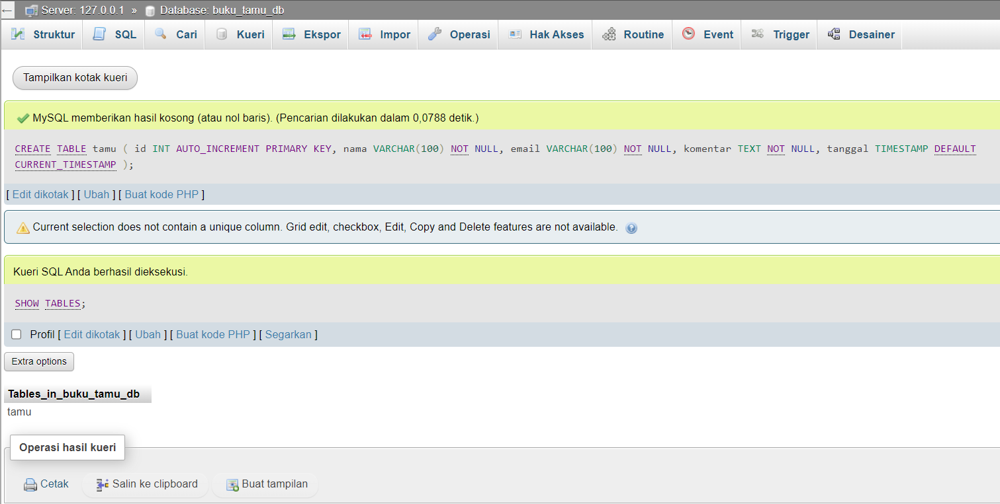 ← Server: 127.0.0.1 » Database: buku_tamu_db
Struktur SQL Cari Kueri Ekspor Impor Operasi Hak Akses Routine Event Trigger Desainer
Tampilkan kotak kueri
MySQL memberikan hasil kosong (atau nol baris). (Pencarian dilakukan dalam 0,0788 detik.)
CREATE TABLE tamu ( id INT AUTO_INCREMENT PRIMARY KEY, nama VARCHAR(100) NOT NULL, email VARCHAR(100) NOT NULL, komentar TEXT NOT NULL, tanggal TIMESTAMP DEFAULT
CURRENT_TIMESTAMP );
[ Edit dikotak ] [ Ubah ] [ Buat kode PHP ]
Current selection does not contain a unique column. Grid edit, checkbox, Edit, Copy and Delete features are not available.
Kueri SQL Anda berhasil dieksekusi.
SHOW TABLES;
Profil [ Edit dikotak ] [ Ubah ] [ Buat kode PHP ] [ Segarkan ]
Extra options
Tables_in_buku_tamu_db
tamu
Operasi hasil kueri
Cetak Salin ke clipboard Buat tampilan